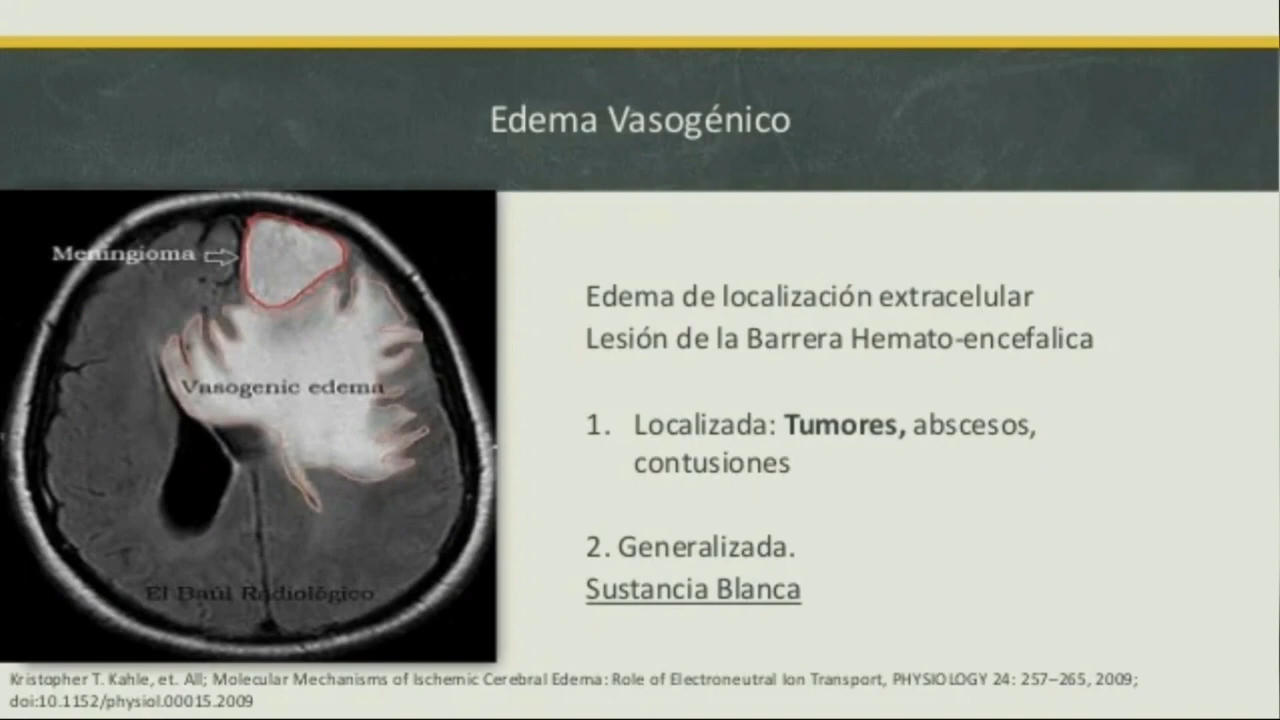 Edema Vasogénico
Meningioma
Vasogenic edema
El Baúl Radiológico
Edema de localización extracelular
Lesión de la Barrera Hemato-encefalica
1. Localizada: Tumores, abscesos,
contusiones
2. Generalizada.
Sustancia Blanca
Kristopher T. Kahle, et. All; Molecular Mechanisms of Ischemic Cerebral Edema: Role of Electroneutral Ion Transport, PHYSIOLOGY 24: 257–265, 2009;
doi:10.1152/physiol.00015.2009